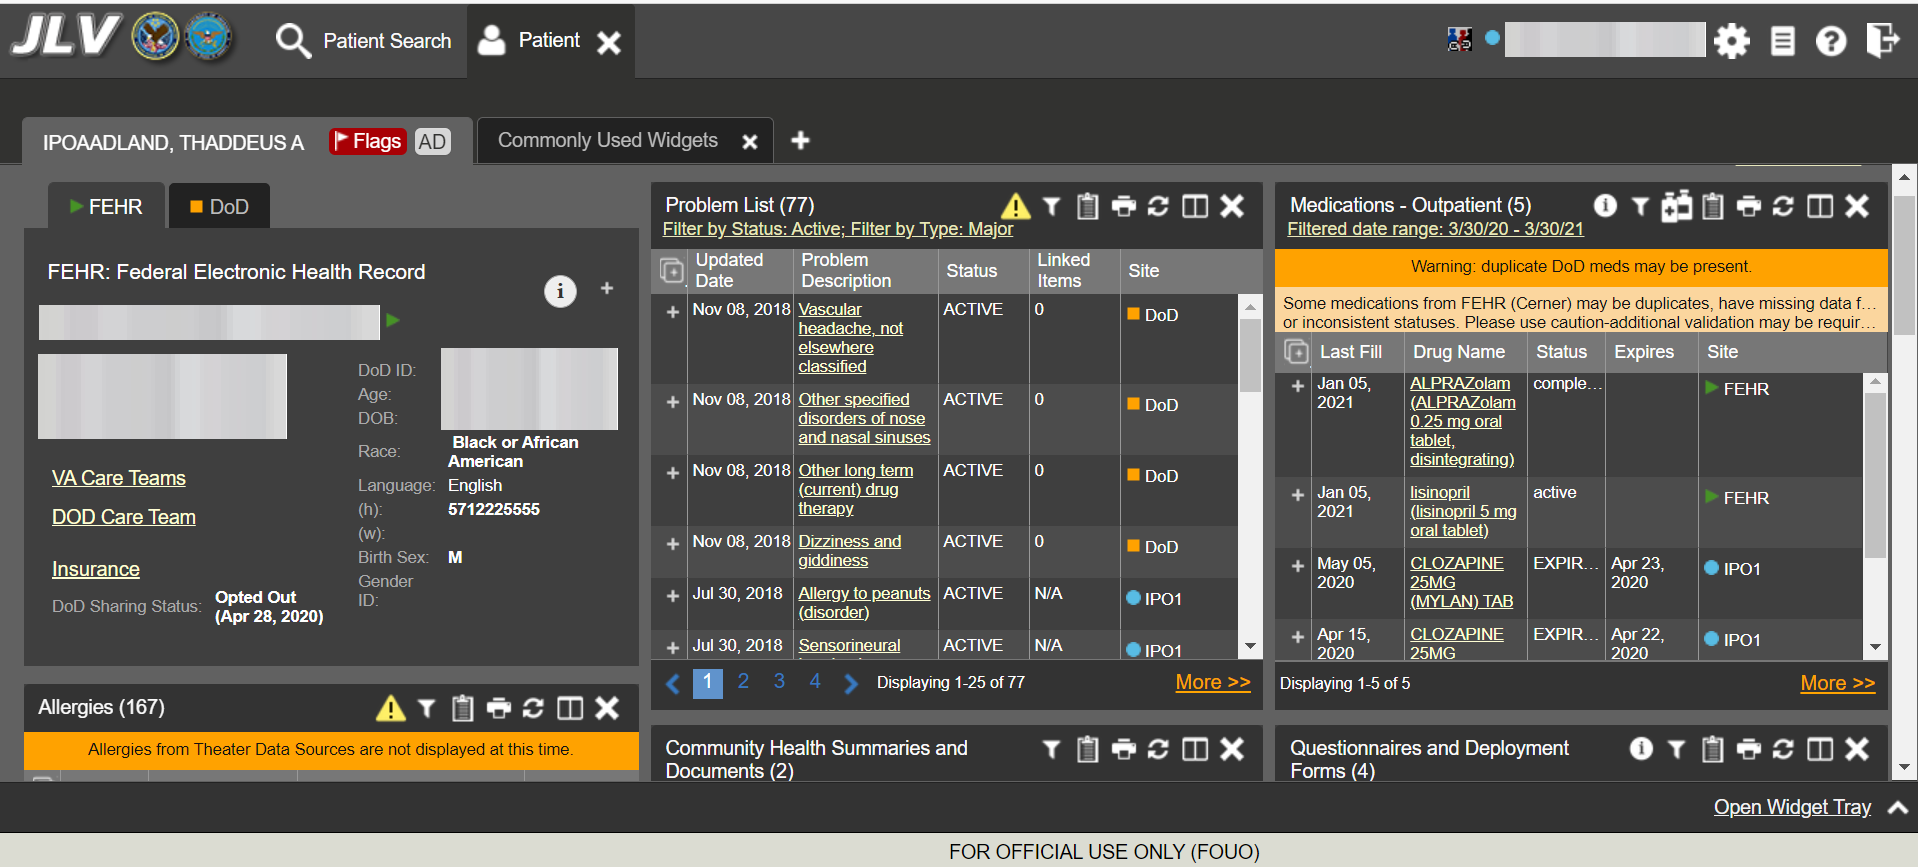 JLV
Patient Search
Patient
IPOAADLAND, THADDEUS A
Flags
AD
Commonly Used Widgets
FEHR
DoD
FEHR: Federal Electronic Health Record
DoD ID:
Age:
DOB:
Race:
Black or African
American
Language:
English
(h):
5712225555
(w):
Birth Sex:
M
Gender
ID:
VA Care Teams
DOD Care Team
Insurance
DoD Sharing Status:
Opted Out
(Apr 28, 2020)
Allergies (167)
Allergies from Theater Data Sources are not displayed at this time.
Problem List (77)
Filter by Status: Active; Filter by Type: Major
Updated
Date
Problem
Description
Status
Linked
Items
Site
Nov 08, 2018
Vascular
headache, not
elsewhere
classified
ACTIVE
0
DoD
Nov 08, 2018
Other specified
disorders of nose
and nasal sinuses
ACTIVE
0
DoD
Nov 08, 2018
Other long term
(current) drug
therapy
ACTIVE
0
DoD
Nov 08, 2018
Dizziness and
giddiness
ACTIVE
0
DoD
Jul 30, 2018
Allergy to peanuts
(disorder)
ACTIVE
N/A
IPO1
Jul 30, 2018
Sensorineural
ACTIVE
N/A
IPO1
1
2
3
4
Displaying 1-25 of 77
More >>
Community Health Summaries and
Documents (2)
Medications - Outpatient (5)
Filtered date range: 3/30/20 - 3/30/21
Warning: duplicate DoD meds may be present.
Some medications from FEHR (Cerner) may be duplicates, have missing data f...
or inconsistent statuses. Please use caution-additional validation may be requir...
Last Fill
Drug Name
Status
Expires
Site
Jan 05,
2021
ALPRAZolam
(ALPRAZolam
0.25 mg oral
tablet,
disintegrating)
comple...
FEHR
Jan 05,
2021
lisinopril
(lisinopril 5 mg
oral tablet)
active
FEHR
May 05,
2020
CLOZAPINE
25MG
(MYLAN) TAB
EXPIR...
Apr 23,
2020
IPO1
Apr 15,
2020
CLOZAPINE
25MG
EXPIR...
Apr 22,
2020
IPO1
Displaying 1-5 of 5
More >>
Questionnaires and Deployment
Forms (4)
Open Widget Tray
FOR OFFICIAL USE ONLY (FOUO)